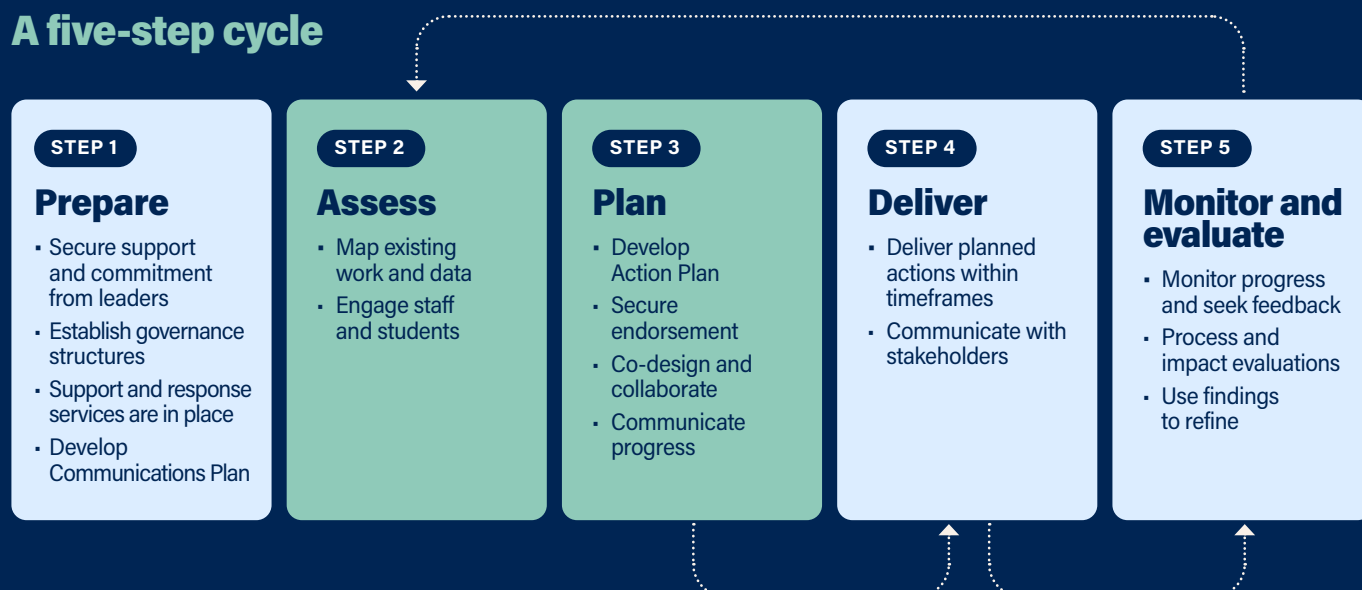 A five-step cycle
STEP 1
Prepare
▪ Secure support
and commitment
from leaders
▪ Establish governance
structures
▪ Support and response
services are in place
▪ Develop
Communications Plan
STEP 2
Assess
▪ Map existing
work and data
▪ Engage staff
and students
STEP 3
Plan
▪ Develop
Action Plan
▪ Secure
endorsement
▪ Co-design and
collaborate
▪ Communicate
progress
STEP 4
Deliver
▪ Deliver planned
actions within
timeframes
▪ Communicate with
stakeholders
STEP 5
Monitor and
evaluate
▪ Monitor progress
and seek feedback
▪ Process and
impact evaluations
▪ Use findings
to refine